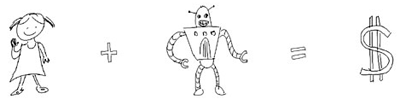 + = $